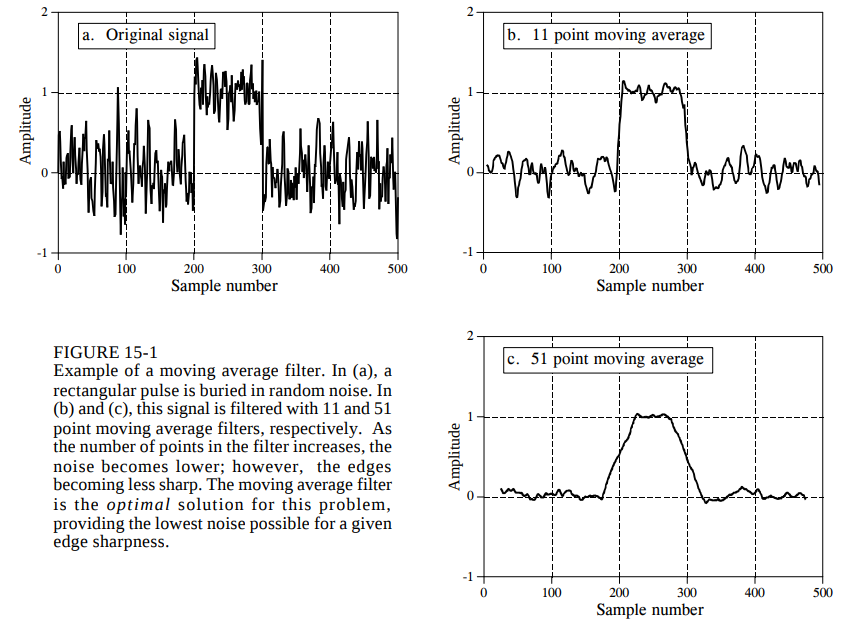 2
a. Original signal
1
Amplitude
0
-1
0 100 200 300 400 500
Sample number
2
b. 11 point moving average
1
Amplitude
0
-1
0 100 200 300 400 500
Sample number
FIGURE 15-1
Example of a moving average filter. In (a), a
rectangular pulse is buried in random noise. In
(b) and (c), this signal is filtered with 11 and 51
point moving average filters, respectively. As
the number of points in the filter increases, the
noise becomes lower; however, the edges
becoming less sharp. The moving average filter
is the optimal solution for this problem,
providing the lowest noise possible for a given
edge sharpness.
2
c. 51 point moving average
1
Amplitude
0
-1
0 100 200 300 400 500
Sample number